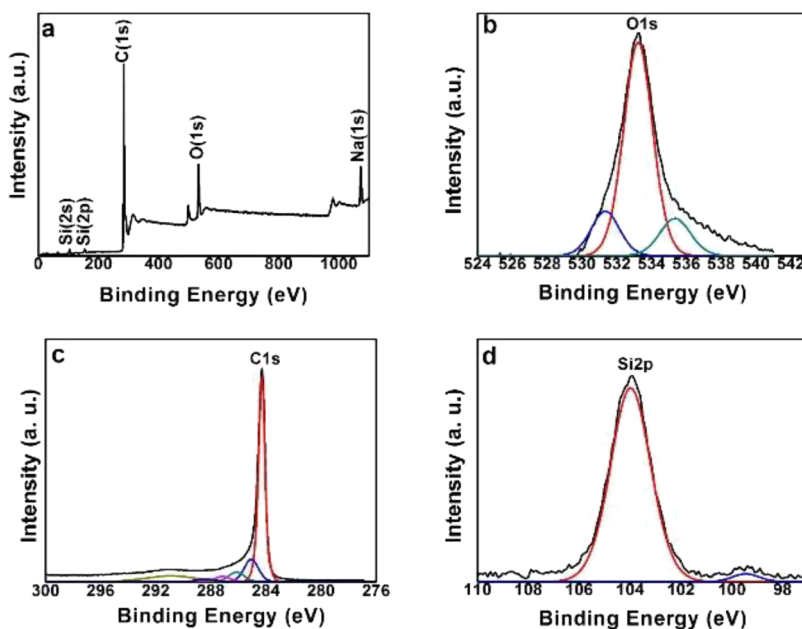 a
C(1s)
O(1s)
Na(1s)
Si(2s)
Si(2p)
Intensity (a.u.)
0 200 400 600 800 1000
Binding Energy (eV)
b
O1s
Intensity (a.u.)
524 526 528 530 532 534 536 538 540 542
Binding Energy (eV)
c
C1s
Intensity (a. u.)
300 296 292 288 284 280 276
Binding Energy (eV)
d
Si2p
Intensity (a. u.)
110 108 106 104 102 100 98
Binding Energy (eV)